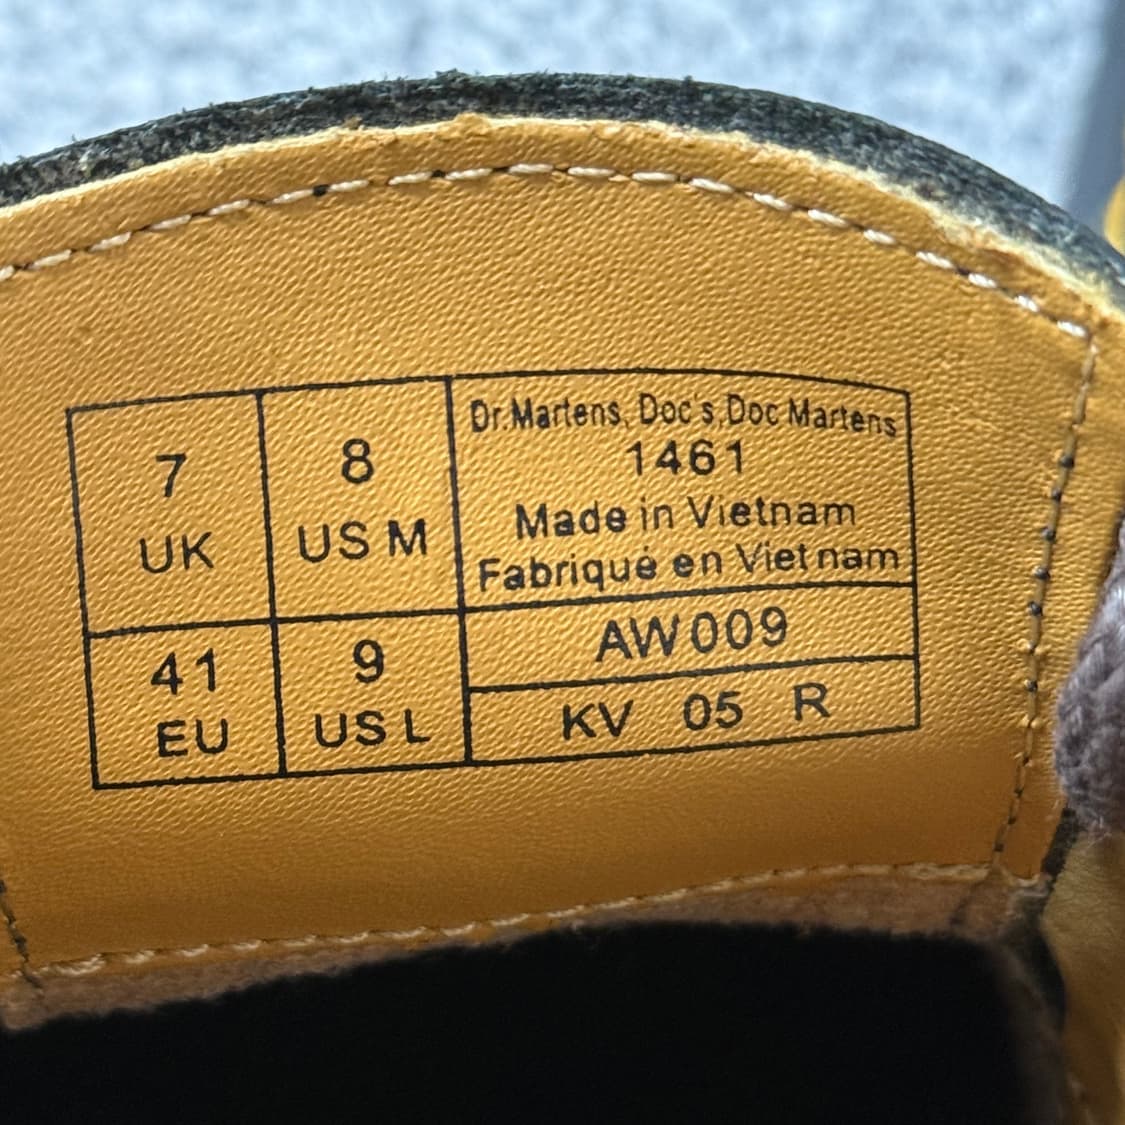 7
UK
8
US M
41
EU
9
US L
Dr.Martens, Doc's,Doc Martens
1461
Made in Vietnam
Fabriqué en Vietnam
AW009
KV 05 R